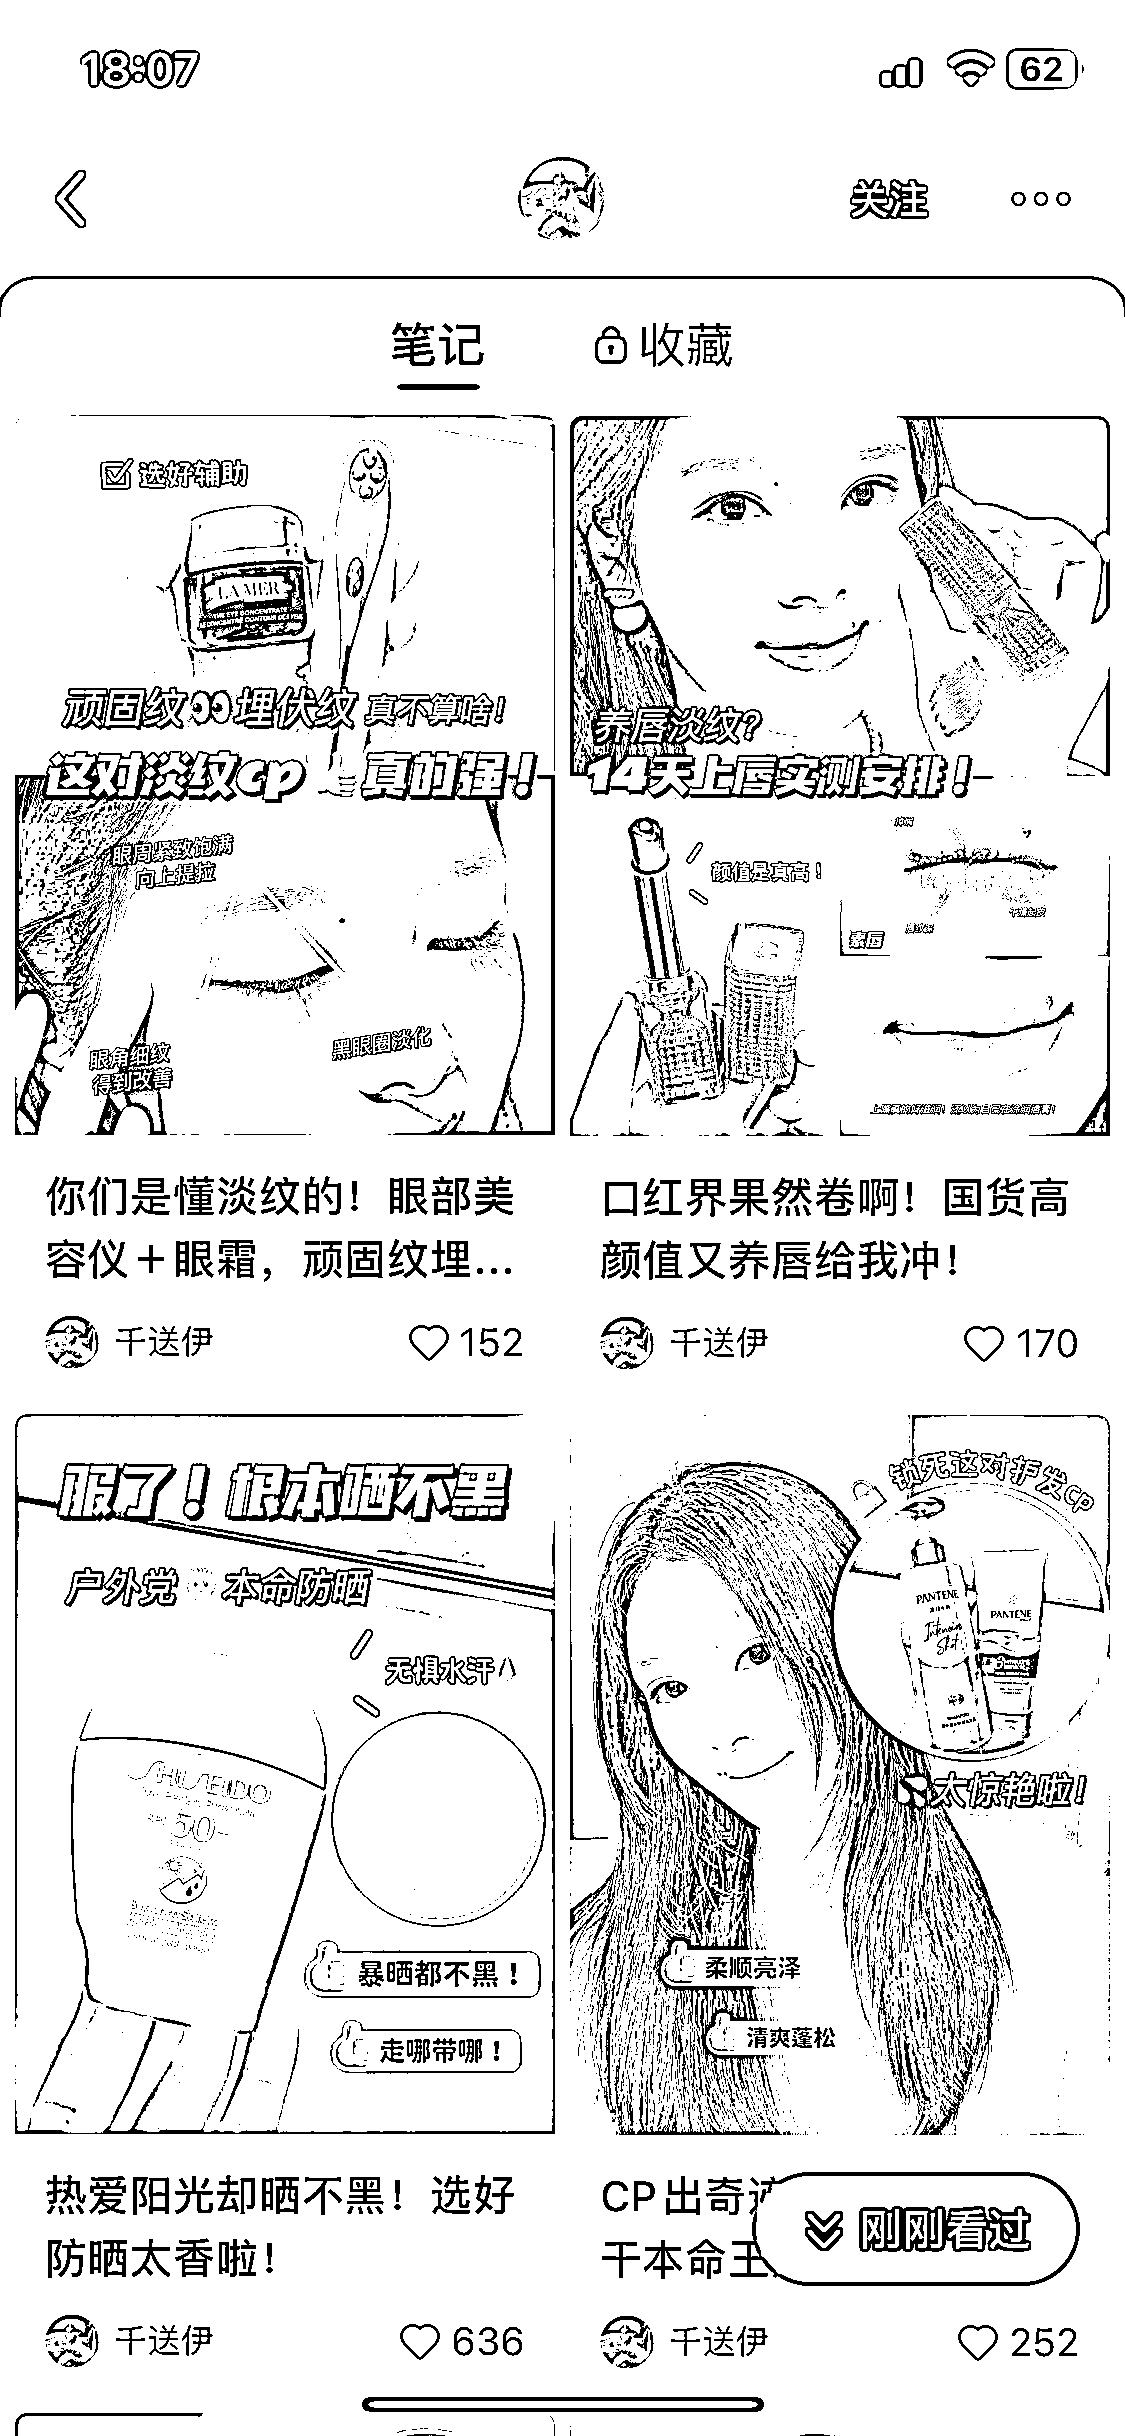 18:07
62
关注
笔记
收藏
选好辅助
LA MER
顽固纹👀埋伏纹 真不算啥!
这对淡纹cp 真的强!
眼周紧致饱满
向上提拉
眼角细纹
得到改善
黑眼圈淡化
你们是懂淡纹的！眼部美
容仪＋眼霜，顽固纹埋...
千送伊
152
养唇淡纹?
14天上唇实测安排!
颜值是真高!
素唇
口红界果然卷啊！国货高
颜值又养唇给我冲！
千送伊
170
服了！根本晒不黑
户外党 本命防晒
无惧水汗
SHISEIDO
50
暴晒都不黑！
走哪带哪！
热爱阳光却晒不黑！选好
防晒太香啦！
千送伊
636
锁死这对护发cp
PANTENE
Intensive
Shot
PANTENE
太惊艳啦!
柔顺亮泽
清爽蓬松
CP出奇
干本命王
刚刚看过
千送伊
252